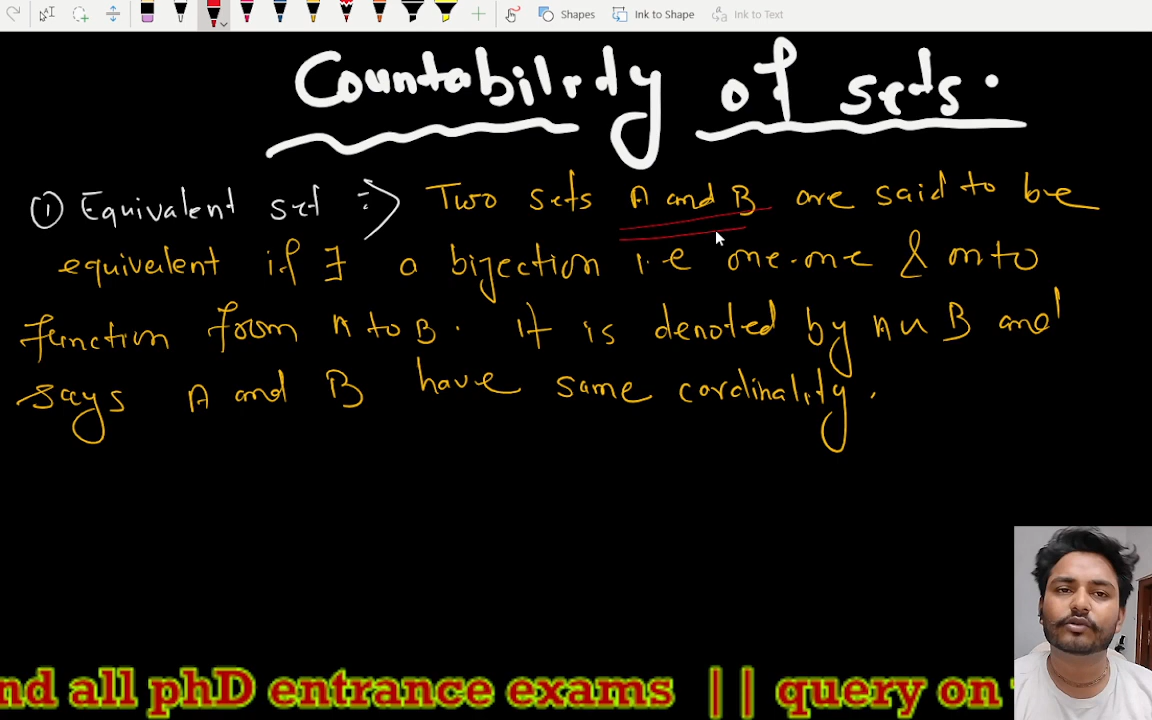 Shapes Ink to Shape Ink to Text
Countability of sets.
① Equivalent set :⇒ Two sets A and B are said to be
equivalent if ∃ a bijection i.e one-one & onto
function from A to B. It is denoted by A ∪ B and
says A and B have same cardinality.
nd all phD entrance exams || query on